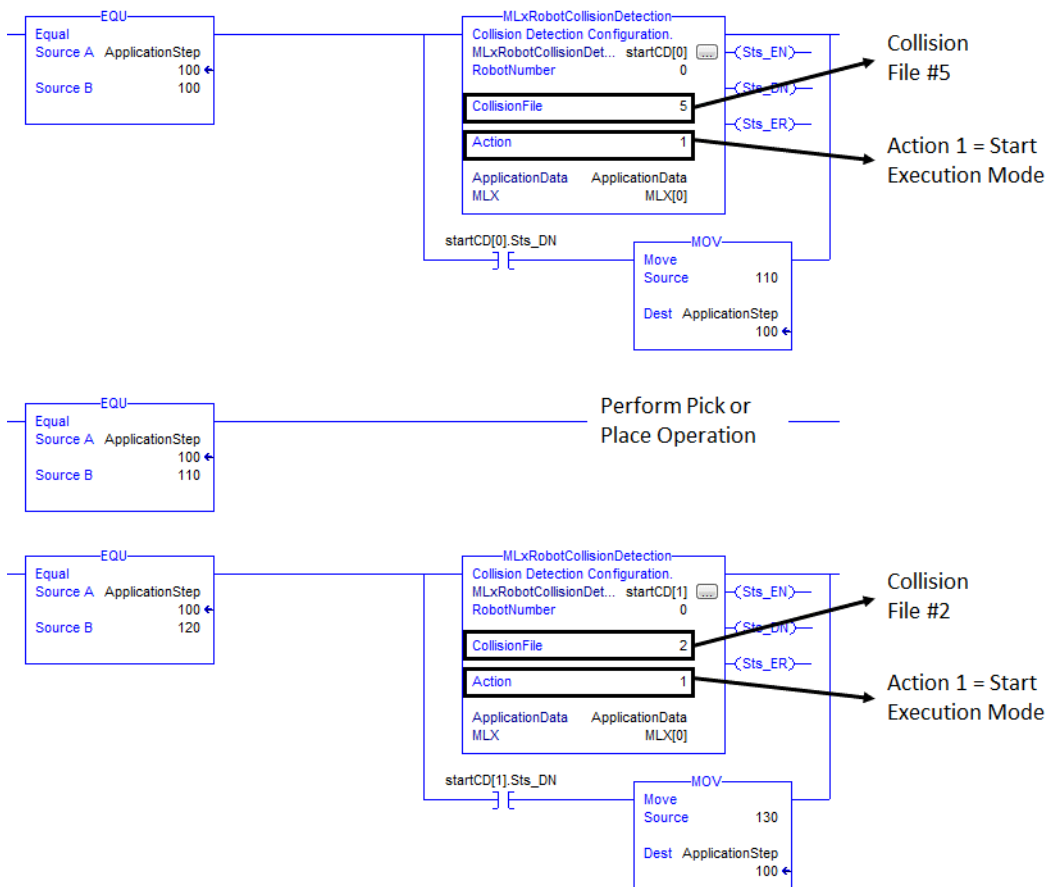 EQU
Equal
Source A ApplicationStep
100
Source B 100
MLxRobotCollisionDetection
Collision Detection Configuration.
MLxRobotCollisionDet... startCD[0] ...
RobotNumber 0
CollisionFile 5
Action 1
ApplicationData ApplicationData
MLX MLX[0]
Sts_EN
Sts_DN
Sts_ER
Collision
File #5
Action 1 = Start
Execution Mode
startCD[0].Sts_DN
MOV
Move
Source 110
Dest ApplicationStep
100
EQU
Equal
Source A ApplicationStep
100
Source B 110
Perform Pick or
Place Operation
EQU
Equal
Source A ApplicationStep
100
Source B 120
MLxRobotCollisionDetection
Collision Detection Configuration.
MLxRobotCollisionDet... startCD[1] ...
RobotNumber 0
CollisionFile 2
Action 1
ApplicationData ApplicationData
MLX MLX[0]
Sts_EN
Sts_DN
Sts_ER
Collision
File #2
Action 1 = Start
Execution Mode
startCD[1].Sts_DN
MOV
Move
Source 130
Dest ApplicationStep
100